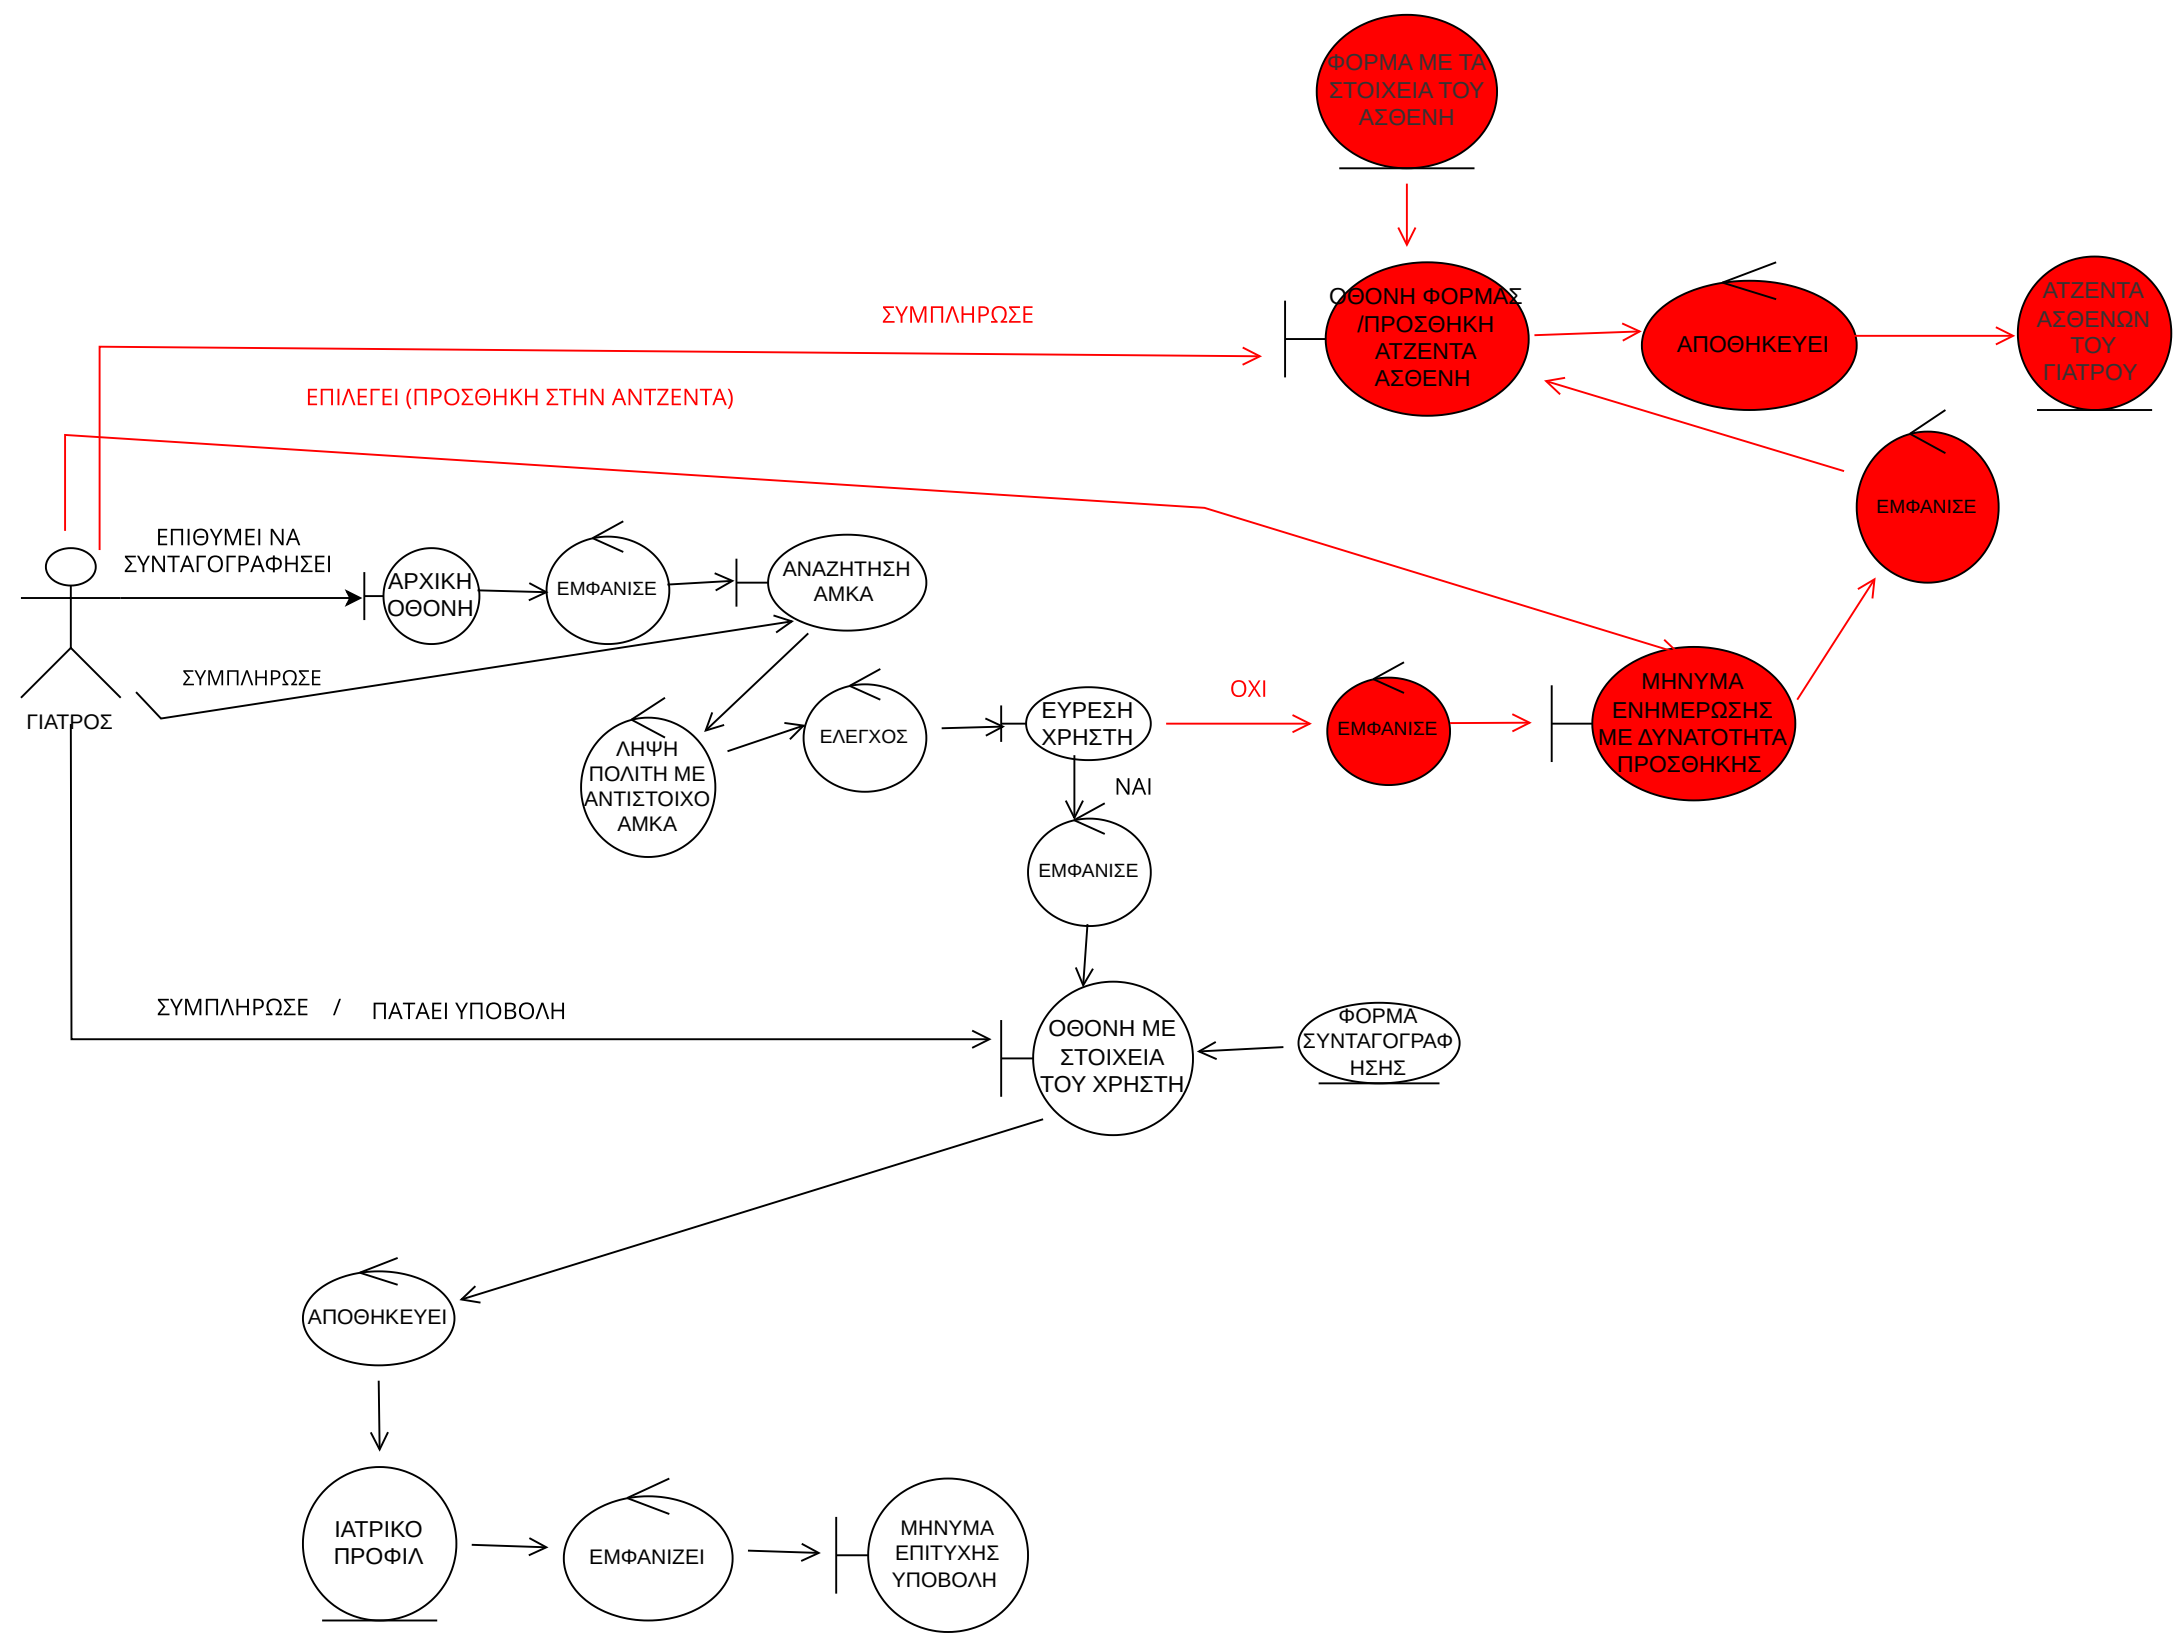 ΦΟΡΜΑ ΜΕ ΤΑ
ΣΤΟΙΧΕΙΑ ΤΟΥ
ΑΣΘΕΝΗ
ΣΥΜΠΛΗΡΩΣΕ
ΟΘΟΝΗ ΦΟΡΜΑΣ
/ΠΡΟΣΘΗΚΗ
ΑΤΖΕΝΤΑ
ΑΣΘΕΝΗ
ΑΠΟΘΗΚΕΥΕΙ
ΑΤΖΕΝΤΑ
ΑΣΘΕΝΩΝ
ΤΟΥ
ΓΙΑΤΡΟΥ
ΕΠΙΛΕΓΕΙ (ΠΡΟΣΘΗΚΗ ΣΤΗΝ ΑΝΤΖΕΝΤΑ)
ΕΜΦΑΝΙΣΕ
ΕΠΙΘΥΜΕΙ ΝΑ
ΣΥΝΤΑΓΟΓΡΑΦΗΣΕΙ
ΑΡΧΙΚΗ
ΟΘΟΝΗ
ΕΜΦΑΝΙΣΕ
ΑΝΑΖΗΤΗΣΗ
ΑΜΚΑ
ΣΥΜΠΛΗΡΩΣΕ
ΓΙΑΤΡΟΣ
ΛΗΨΗ
ΠΟΛΙΤΗ ΜΕ
ΑΝΤΙΣΤΟΙΧΟ
ΑΜΚΑ
ΕΛΕΓΧΟΣ
ΕΥΡΕΣΗ
ΧΡΗΣΤΗ
ΟΧΙ
ΕΜΦΑΝΙΣΕ
ΜΗΝΥΜΑ
ΕΝΗΜΕΡΩΣΗΣ
ΜΕ ΔΥΝΑΤΟΤΗΤΑ
ΠΡΟΣΘΗΚΗΣ
ΝΑΙ
ΕΜΦΑΝΙΣΕ
ΣΥΜΠΛΗΡΩΣΕ / ΠΑΤΑΕΙ ΥΠΟΒΟΛΗ
ΟΘΟΝΗ ΜΕ
ΣΤΟΙΧΕΙΑ
ΤΟΥ ΧΡΗΣΤΗ
ΦΟΡΜΑ
ΣΥΝΤΑΓΟΓΡΑΦ
ΗΣΗΣ
ΑΠΟΘΗΚΕΥΕΙ
ΙΑΤΡΙΚΟ
ΠΡΟΦΙΛ
ΕΜΦΑΝΙΖΕΙ
ΜΗΝΥΜΑ
ΕΠΙΤΥΧΗΣ
ΥΠΟΒΟΛΗ